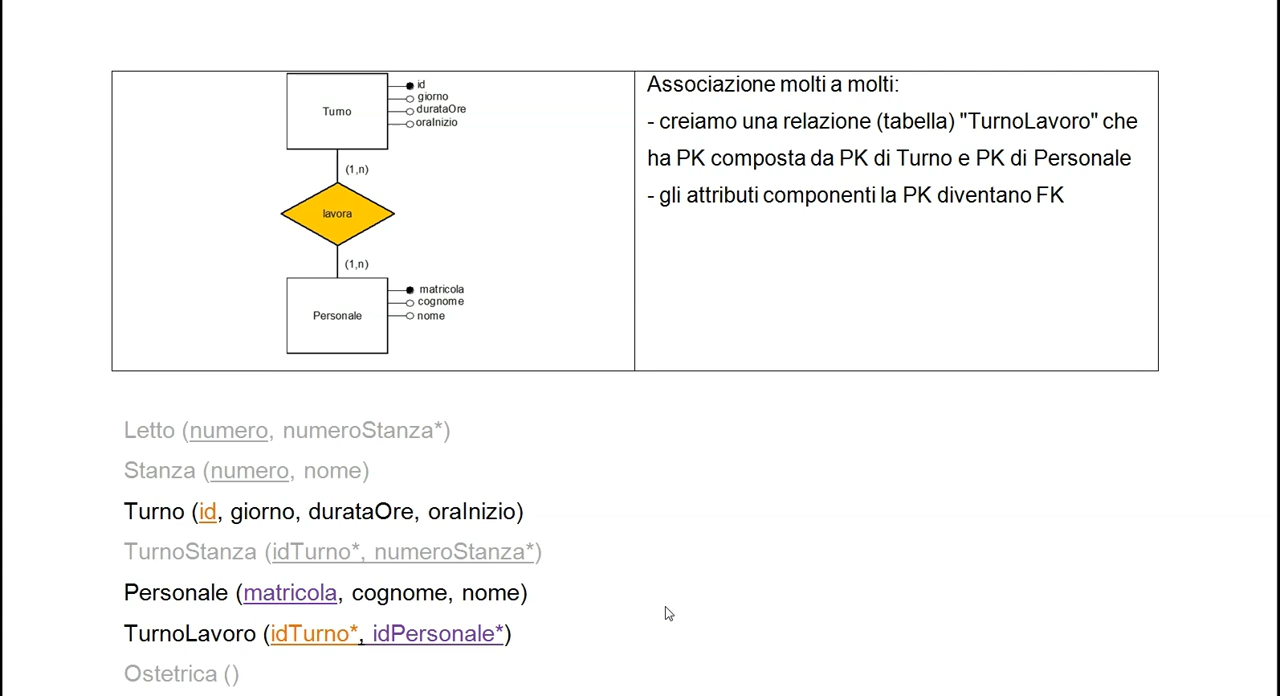 id
giorno
durataOre
oraInizio
Turno
(1,n)
lavora
(1,n)
matricola
cognome
nome
Personale
Associazione molti a molti:
- creiamo una relazione (tabella) "TurnoLavoro" che
ha PK composta da PK di Turno e PK di Personale
- gli attributi componenti la PK diventano FK
Letto (numero, numeroStanza*)
Stanza (numero, nome)
Turno (id, giorno, durataOre, oraInizio)
TurnoStanza (idTurno*, numeroStanza*)
Personale (matricola, cognome, nome)
TurnoLavoro (idTurno*, idPersonale*)
Ostetrica ()